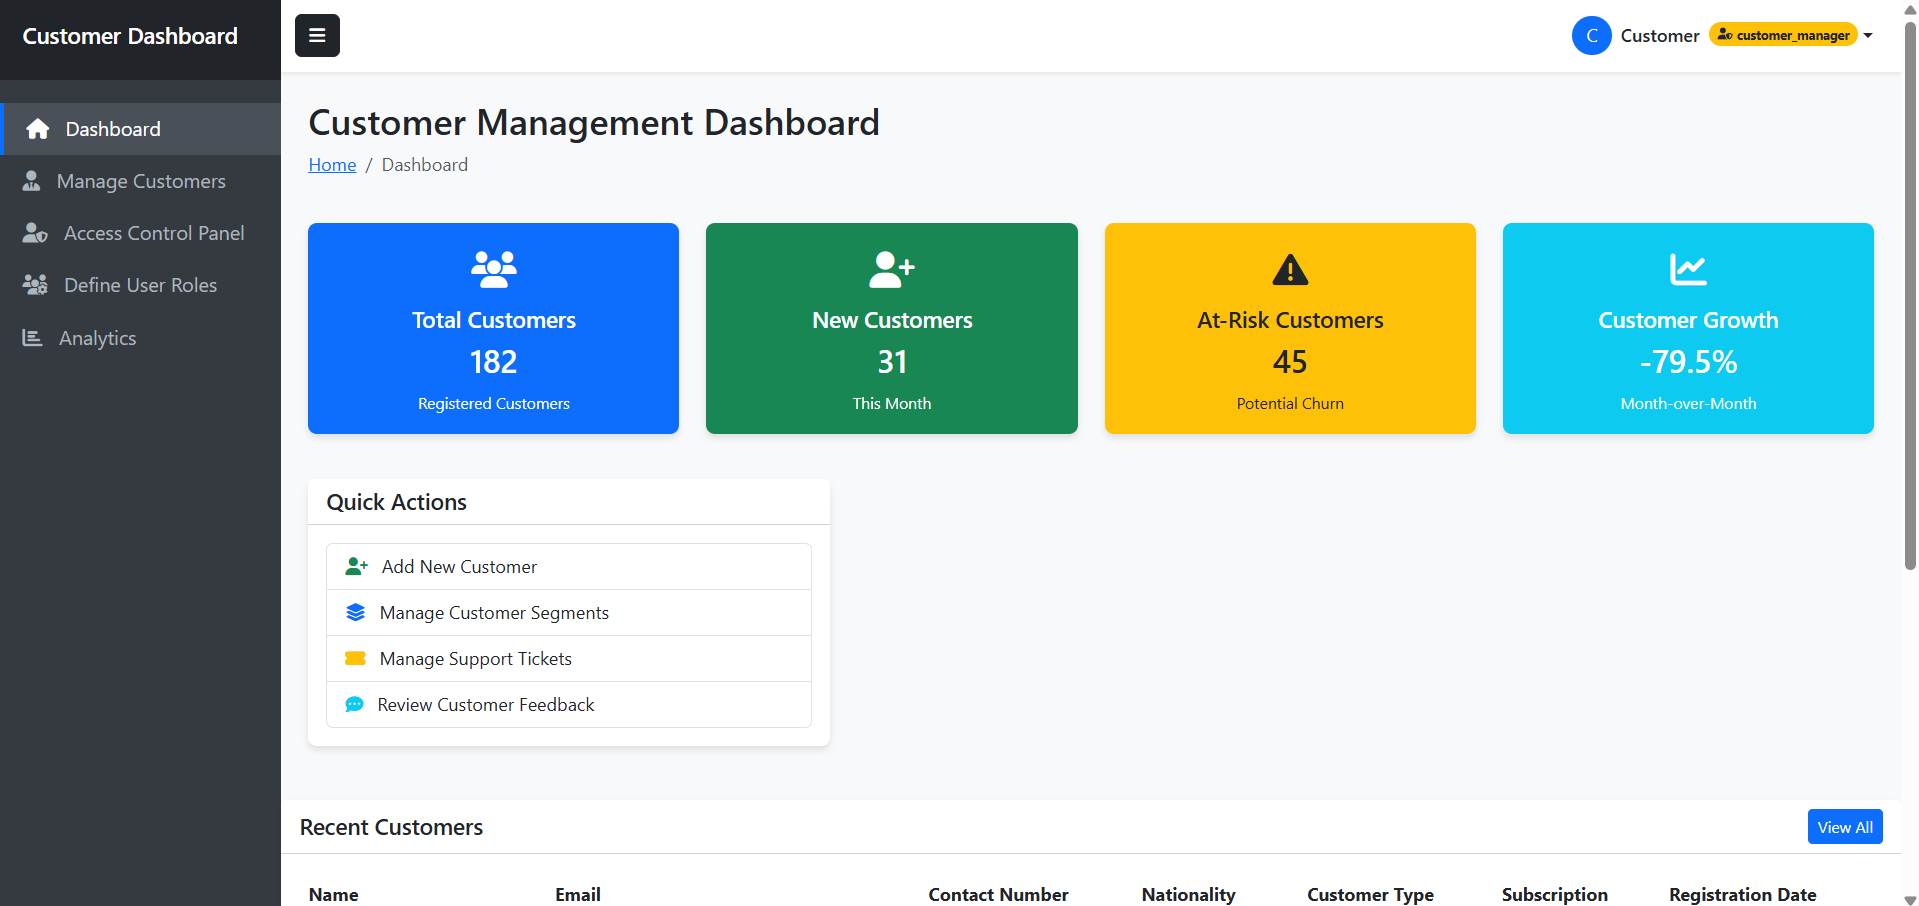 Customer Dashboard
C Customer customer_manager
Dashboard
Manage Customers
Access Control Panel
Define User Roles
Analytics
Customer Management Dashboard
Home / Dashboard
Total Customers
182
Registered Customers
New Customers
31
This Month
At-Risk Customers
45
Potential Churn
Customer Growth
-79.5%
Month-over-Month
Quick Actions
Add New Customer
Manage Customer Segments
Manage Support Tickets
Review Customer Feedback
Recent Customers
View All
Name Email Contact Number Nationality Customer Type Subscription Registration Date